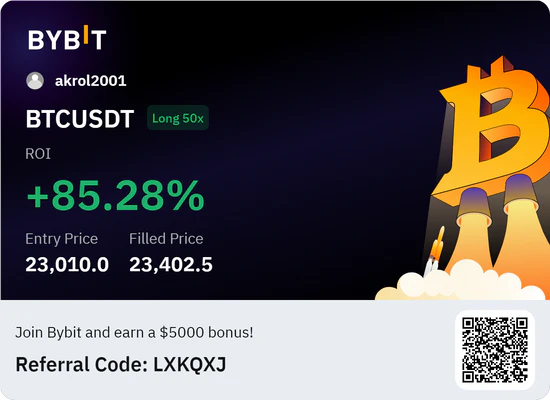 BYBIT
akrol2001
BTCUSDT Long 50x
ROI
+85.28%
Entry Price Filled Price
23,010.0 23,402.5
Join Bybit and earn a $5000 bonus!
Referral Code: LXKQXJ